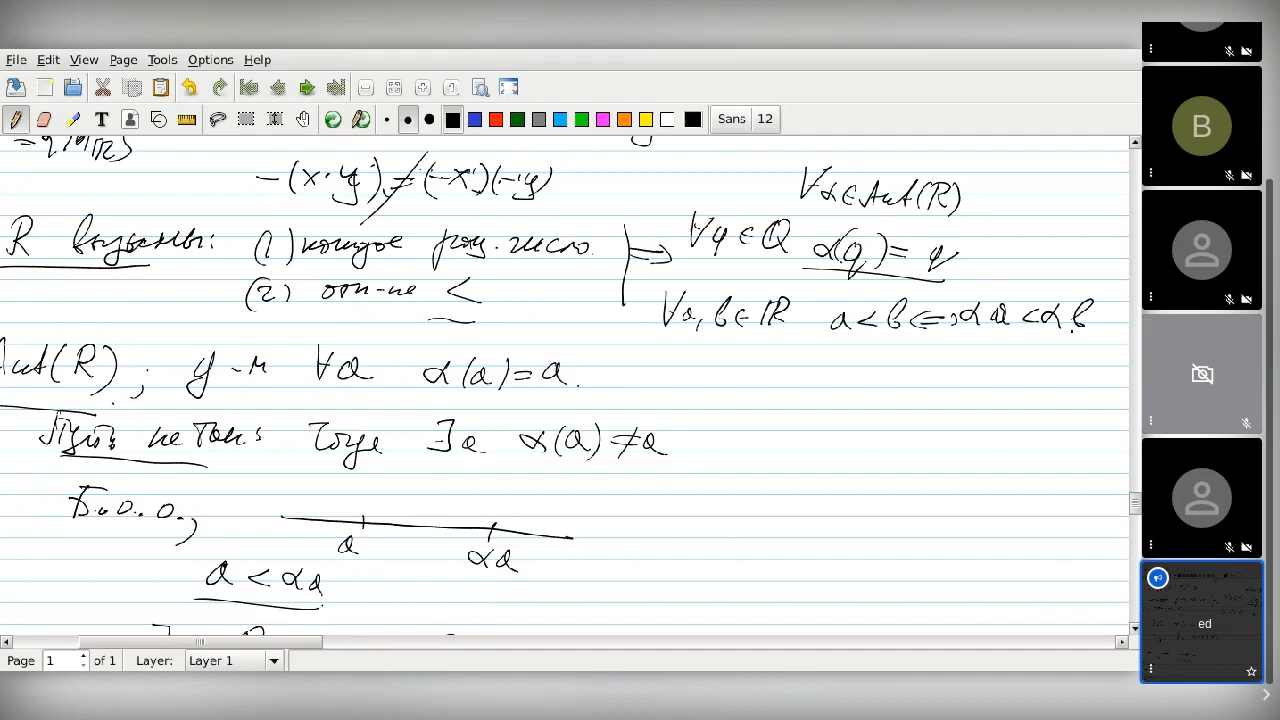 File Edit View Page Tools Options Help
Sans 12
−(x·y) ≠ (−x)(−y)
∀α∈Aut(R)
R выразимы: (1) каждое рац. число.
∀q∈Q α(q)=q
(2) отн-ие <
∀a, b∈R a<b⇔αa<αb
Aut(R); у-м ∀a α(a)=a.
Пусть не так: Тогда ∃a α(a)≠a
Б.о.о.,
a αa
a<αa
B
ed
Page 1 of 1 Layer: Layer 1